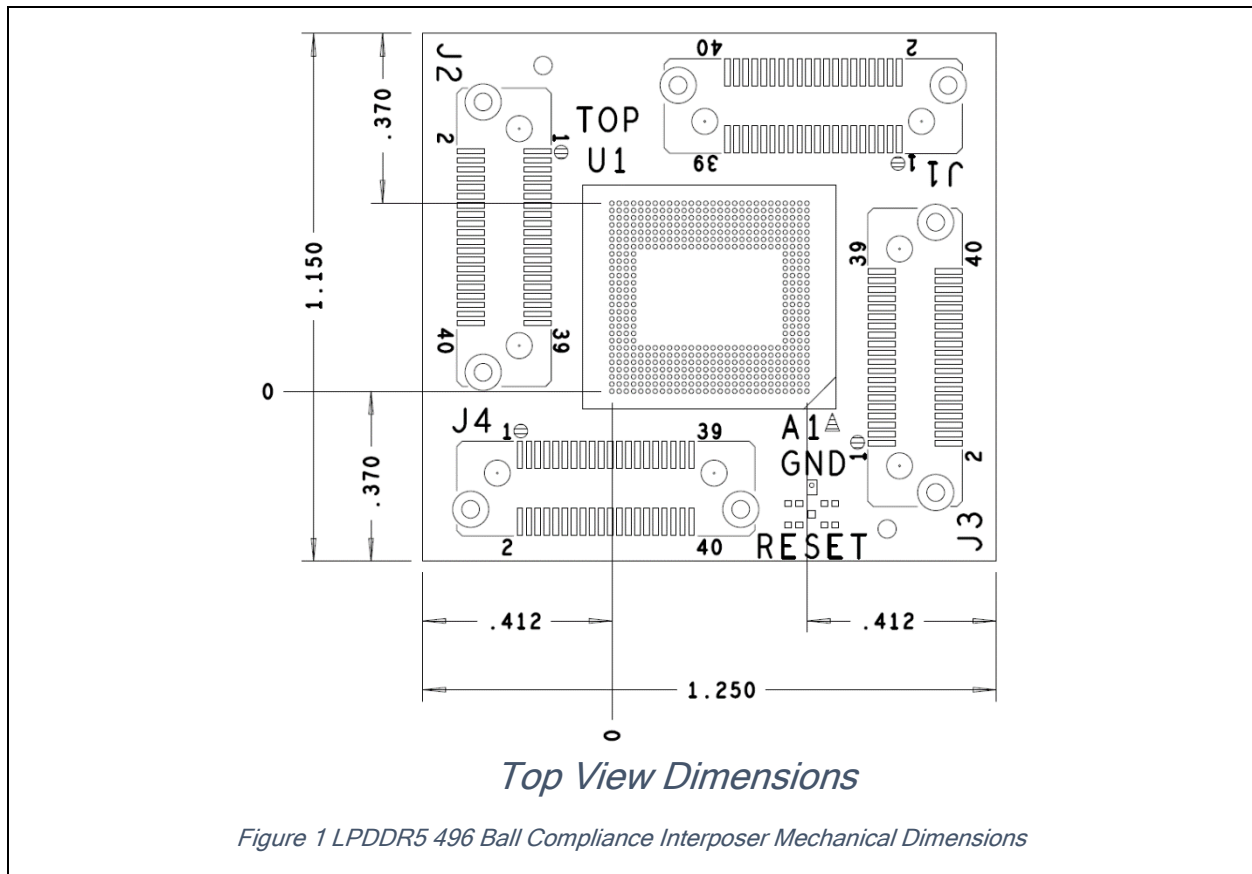 J2
40
2
.370
TOP
U1
2
1
39
1
J1
1.150
39
40
40
39
0
J4
1
39
A1
GND
1
2
.370
2
40
RESET
J3
.412
.412
1.250
0
Top View Dimensions
Figure 1 LPDDR5 496 Ball Compliance Interposer Mechanical Dimensions